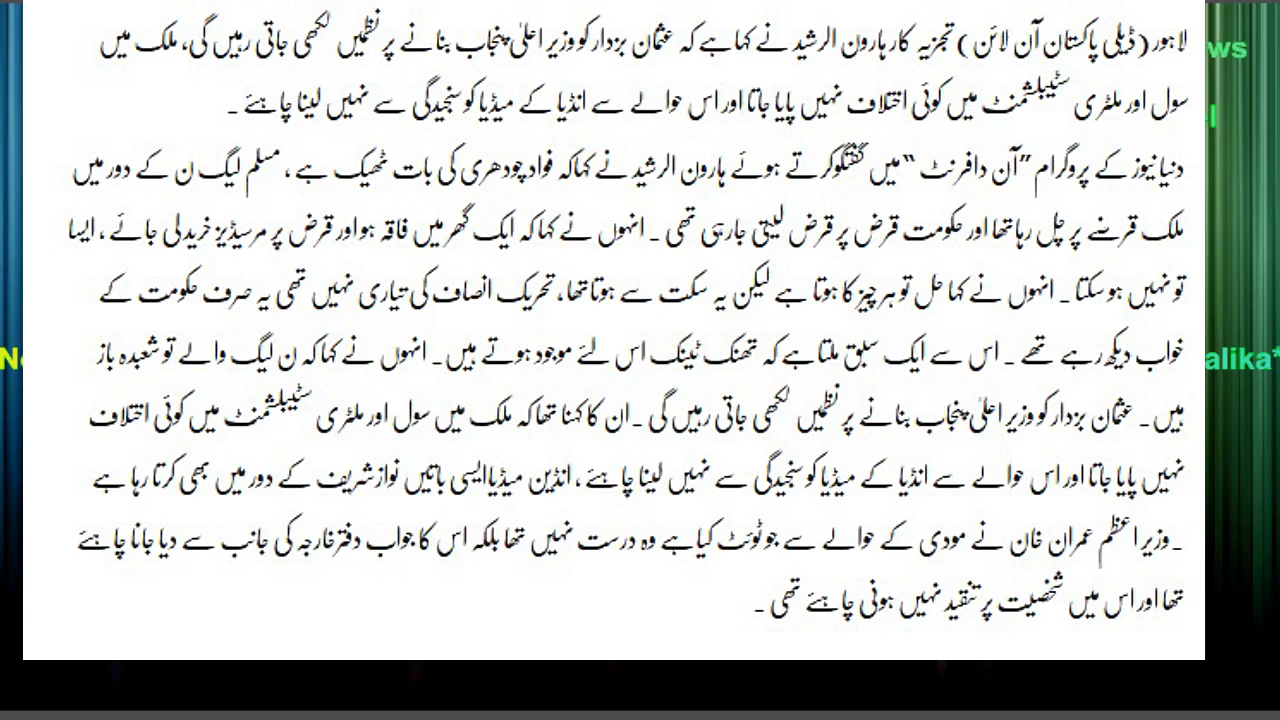 لاہور (ڈیلی پاکستان آن لائن) تجزیہ کار ہارون الرشید نے کہا ہے کہ عثمان بزدار کو وزیر اعلیٰ پنجاب بنانے پر نظمیں لکھی جاتی رہیں گی، ملک میں
سول اور ملٹری سٹیبلشمنٹ میں کوئی اختلاف نہیں پایا جاتا اور اس حوالے سے انڈیا کے میڈیا کو سنجیدگی سے نہیں لینا چاہئے ۔
دنیا نیوز کے پروگرام ”آن دا فرنٹ “میں گفتگو کرتے ہوئے ہارون الرشید نے کہا کہ فواد چودھری کی بات ٹھیک ہے ، مسلم لیگ ن کے دور میں
ملک قرضے پر چل رہا تھا اور حکومت قرض پر قرض لیتی جارہی تھی ۔ انہوں نے کہا کہ ایک گھر میں فاقہ ہو اور قرض پر مرسیڈیز خرید لی جائے ، ایسا
تو نہیں ہو سکتا ۔ انہوں نے کہا حل تو ہر چیز کا ہوتا ہے لیکن یہ سکت سے ہوتا تھا، تحریک انصاف کی تیاری نہیں تھی یہ صرف حکومت کے
خواب دیکھ رہے تھے ۔ اس سے ایک سبق ملتا ہے کہ تھنک ٹینک اس لئے موجود ہوتے ہیں ۔ انہوں نے کہا کہ ن لیگ والے تو شعبدہ باز
ہیں ۔ عثمان بزدار کو وزیر اعلیٰ پنجاب بنانے پر نظمیں لکھی جاتی رہیں گی ۔ ان کا کہنا تھا کہ ملک میں سول اور ملٹری سٹیبلشمنٹ میں کوئی اختلاف
نہیں پایا جاتا اور اس حوالے سے انڈیا کے میڈیا کو سنجیدگی سے نہیں لینا چاہئے ، انڈین میڈیا ایسی باتیں نواز شریف کے دور میں بھی کرتا رہا ہے
۔ وزیر اعظم عمران خان نے مودی کے حوالے سے جو ٹوئٹ کیا ہے وہ درست نہیں تھا بلکہ اس کا جواب دفتر خارجہ کی جانب سے دیا جانا چاہئے
تھا اور اس میں شخصیت پر تنقید نہیں ہونی چاہئے تھی ۔
ws
l
Ne
alika*